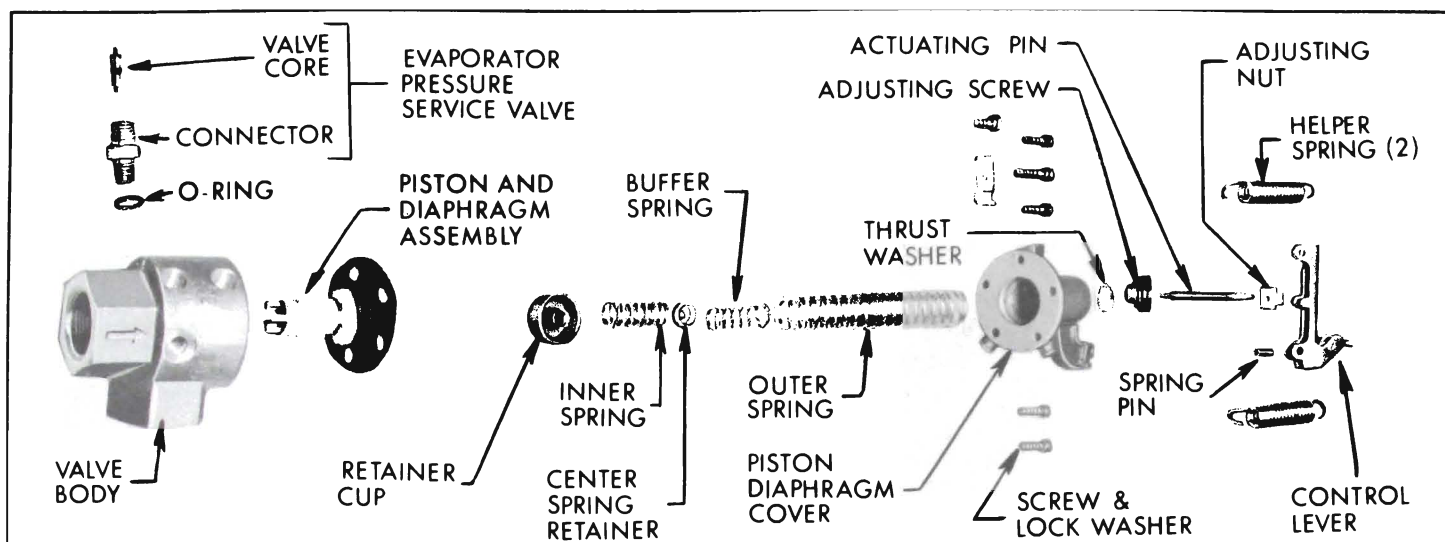 VALVE
CORE
EVAPORATOR
PRESSURE
SERVICE VALVE
CONNECTOR
O-RING
PISTON AND
DIAPHRAGM
ASSEMBLY
BUFFER
SPRING
ACTUATING PIN
ADJUSTING SCREW
ADJUSTING
NUT
HELPER
SPRING (2)
THRUST
WASHER
VALVE
BODY
RETAINER
CUP
INNER
SPRING
CENTER
SPRING
RETAINER
OUTER
SPRING
PISTON
DIAPHRAGM
COVER
SCREW &
LOCK WASHER
SPRING
PIN
CONTROL
LEVER